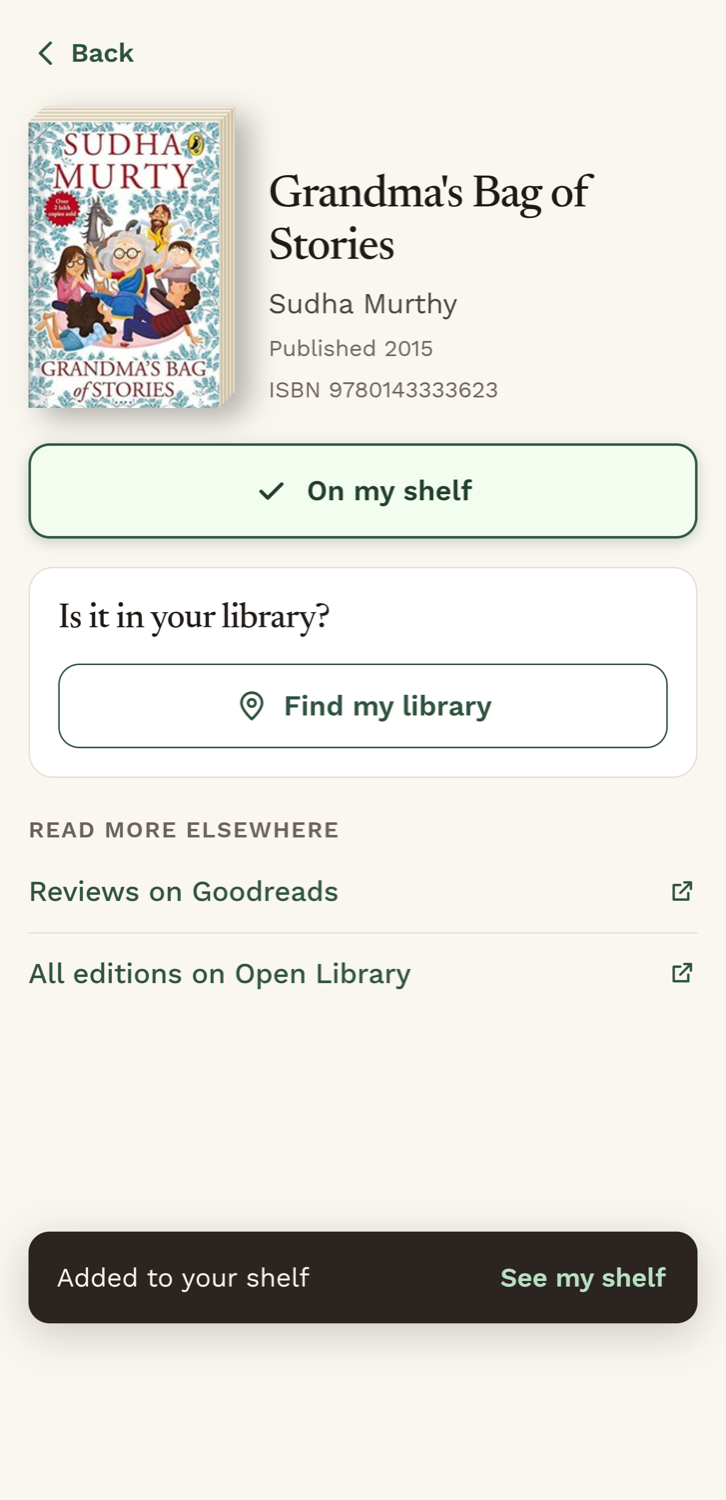 Back
SUDHA
MURTY
Over
2 lakh
copies sold
GRANDMA'S BAG
of STORIES
Grandma's Bag of
Stories
Sudha Murthy
Published 2015
ISBN 9780143333623
On my shelf
Is it in your library?
Find my library
READ MORE ELSEWHERE
Reviews on Goodreads
All editions on Open Library
Added to your shelf
See my shelf